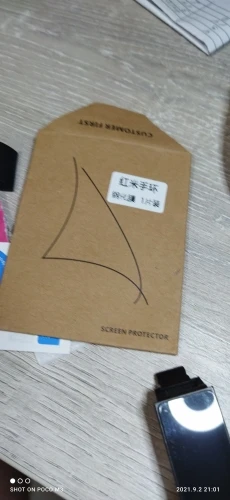 CUSTOMER FIRST
红米手环
SCREEN PROTECTOR
SHOT ON POCO M3
2021.9.2 21:01